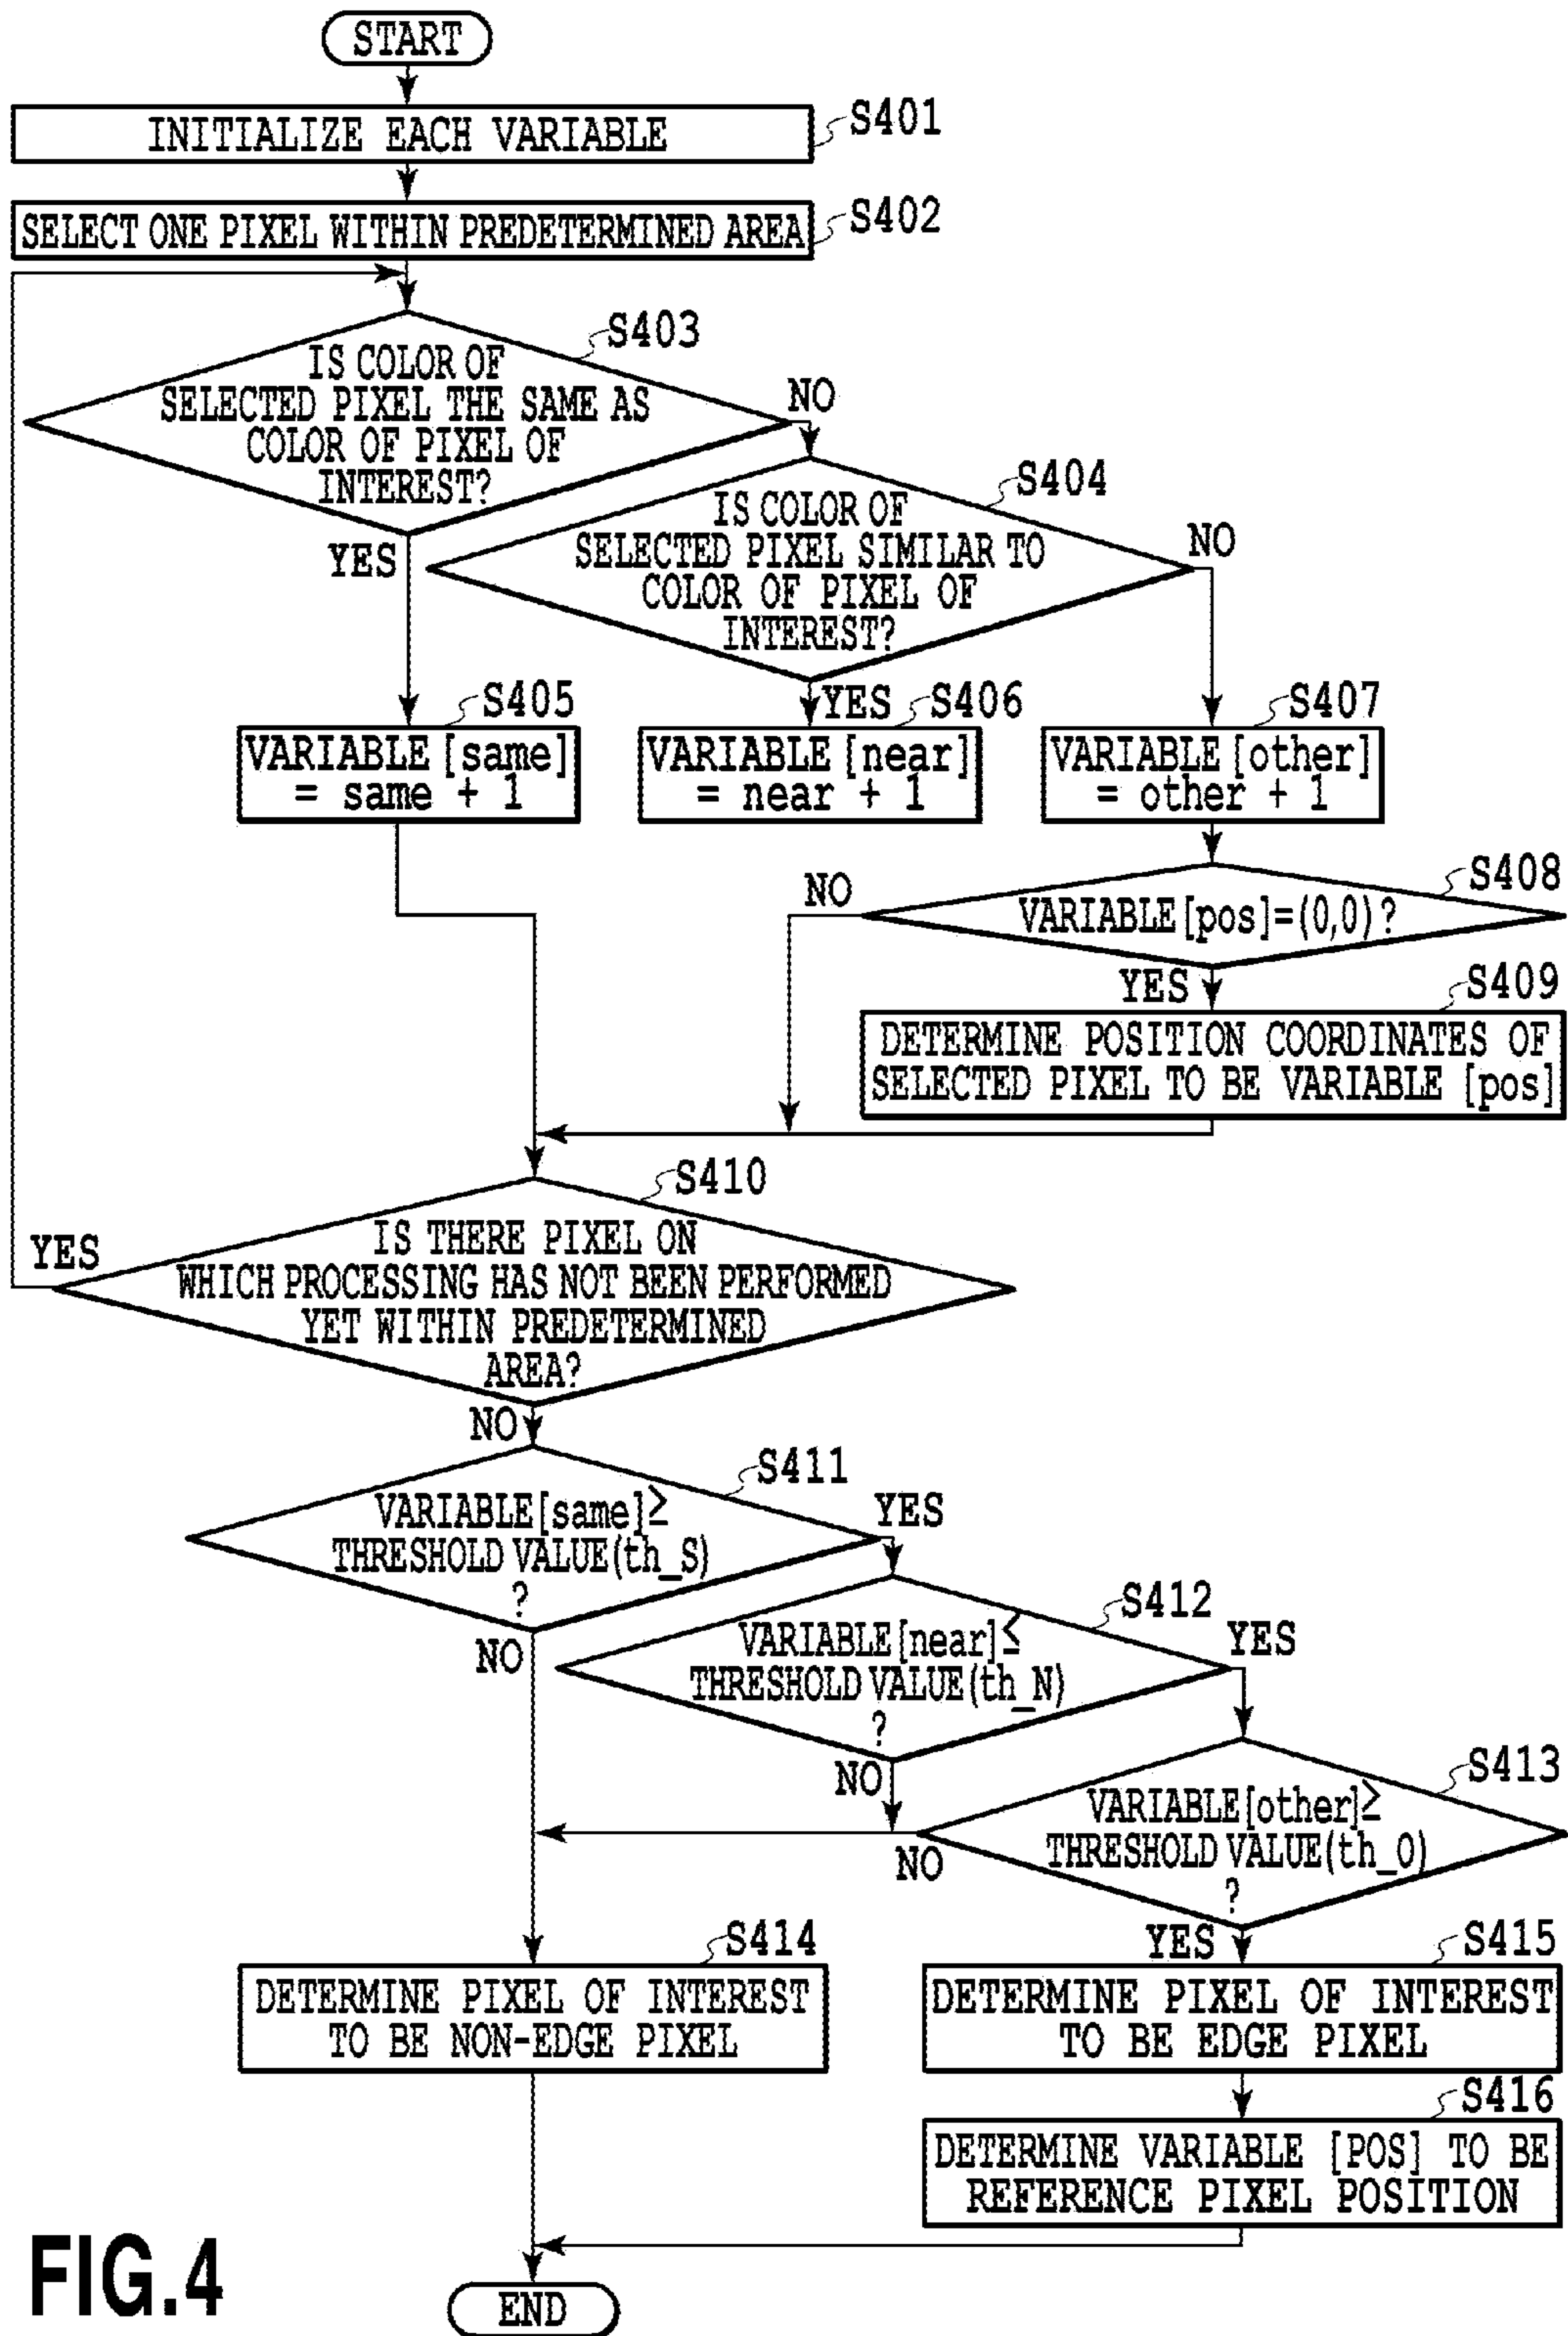 START
INITIALIZE EACH VARIABLE
S401
SELECT ONE PIXEL WITHIN PREDETERMINED AREA
S402
S403
IS COLOR OF
SELECTED PIXEL THE SAME AS
COLOR OF PIXEL OF
INTEREST?
NO
YES
S404
IS COLOR OF
SELECTED PIXEL SIMILAR TO
COLOR OF PIXEL OF
INTEREST?
NO
YES
S405
VARIABLE [same]
= same + 1
S406
VARIABLE [near]
= near + 1
S407
VARIABLE [other]
= other + 1
S408
VARIABLE[pos]=(0,0)?
NO
YES
S409
DETERMINE POSITION COORDINATES OF
SELECTED PIXEL TO BE VARIABLE [pos]
S410
IS THERE PIXEL ON
WHICH PROCESSING HAS NOT BEEN PERFORMED
YET WITHIN PREDETERMINED
AREA?
YES
NO
S411
VARIABLE[same]≥
THRESHOLD VALUE(th_S)
?
YES
NO
S412
VARIABLE[near]≤
THRESHOLD VALUE(th_N)
?
YES
NO
S413
VARIABLE[other]≥
THRESHOLD VALUE(th_O)
?
NO
YES
S414
DETERMINE PIXEL OF INTEREST
TO BE NON-EDGE PIXEL
S415
DETERMINE PIXEL OF INTEREST
TO BE EDGE PIXEL
S416
DETERMINE VARIABLE [POS] TO BE
REFERENCE PIXEL POSITION
END
FIG.4